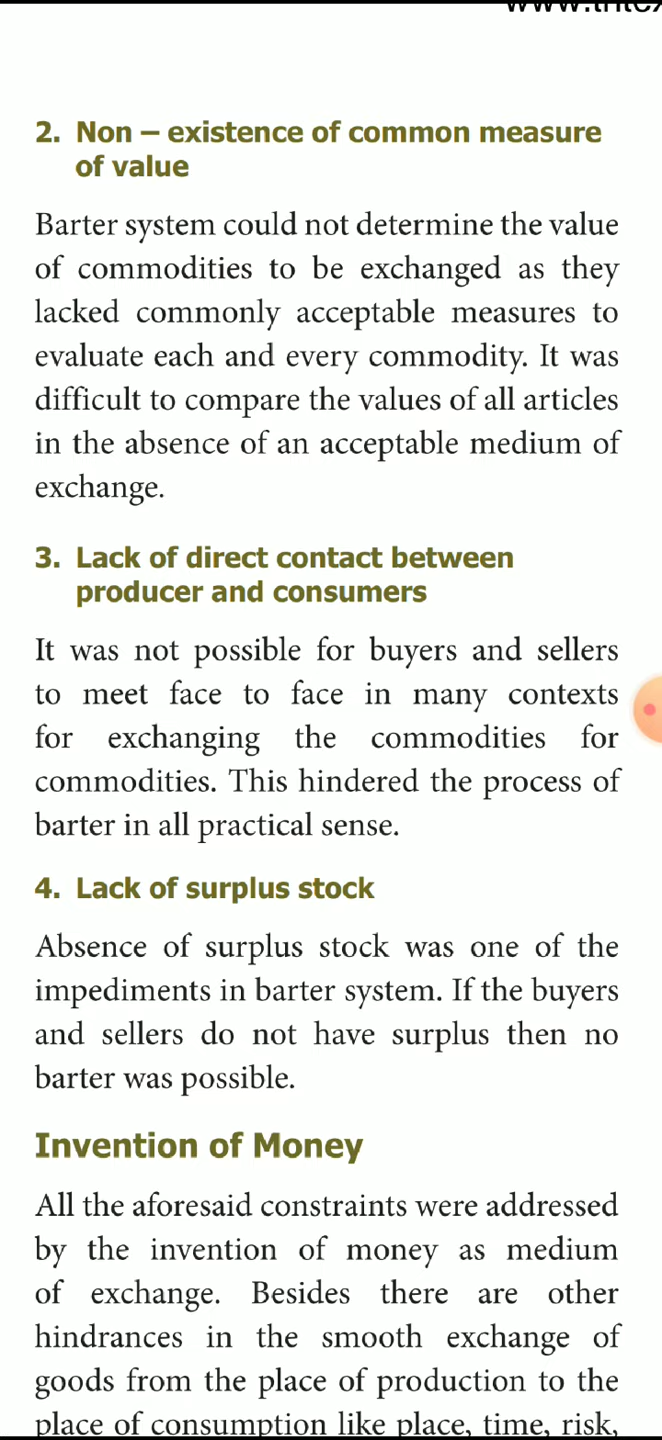 2. Non – existence of common measure
of value
Barter system could not determine the value
of commodities to be exchanged as they
lacked commonly acceptable measures to
evaluate each and every commodity. It was
difficult to compare the values of all articles
in the absence of an acceptable medium of
exchange.
3. Lack of direct contact between
producer and consumers
It was not possible for buyers and sellers
to meet face to face in many contexts
for exchanging the commodities for
commodities. This hindered the process of
barter in all practical sense.
4. Lack of surplus stock
Absence of surplus stock was one of the
impediments in barter system. If the buyers
and sellers do not have surplus then no
barter was possible.
Invention of Money
All the aforesaid constraints were addressed
by the invention of money as medium
of exchange. Besides there are other
hindrances in the smooth exchange of
goods from the place of production to the
place of consumption like place, time, risk,